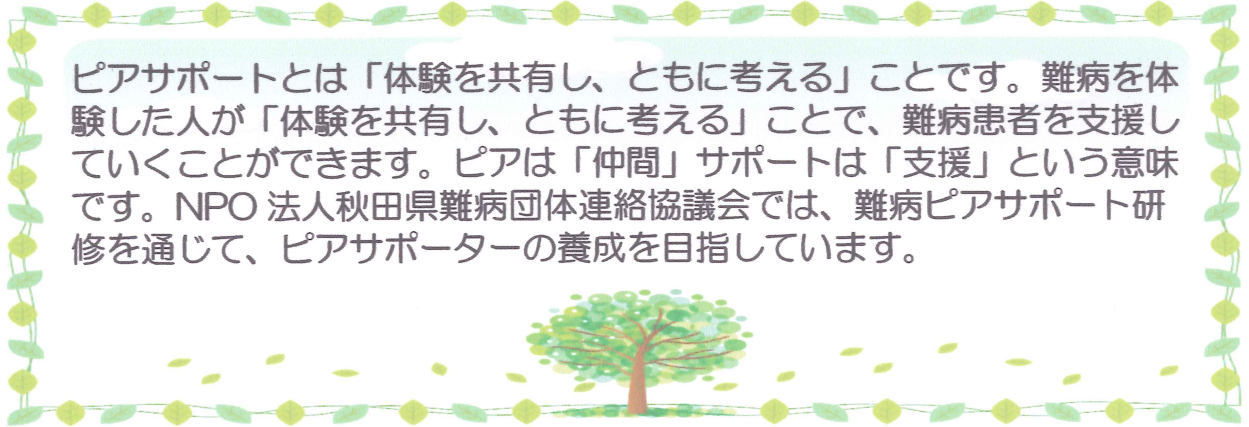 ピアサポートとは「体験を共有し、ともに考える」ことです。難病を体
験した人が「体験を共有し、ともに考える」ことで、難病患者を支援し
ていくことができます。ピアは「仲間」サポートは「支援」という意味
です。NPO 法人秋田県難病団体連絡協議会では、難病ピアサポート研
修を通じて、ピアサポーターの養成を目指しています。